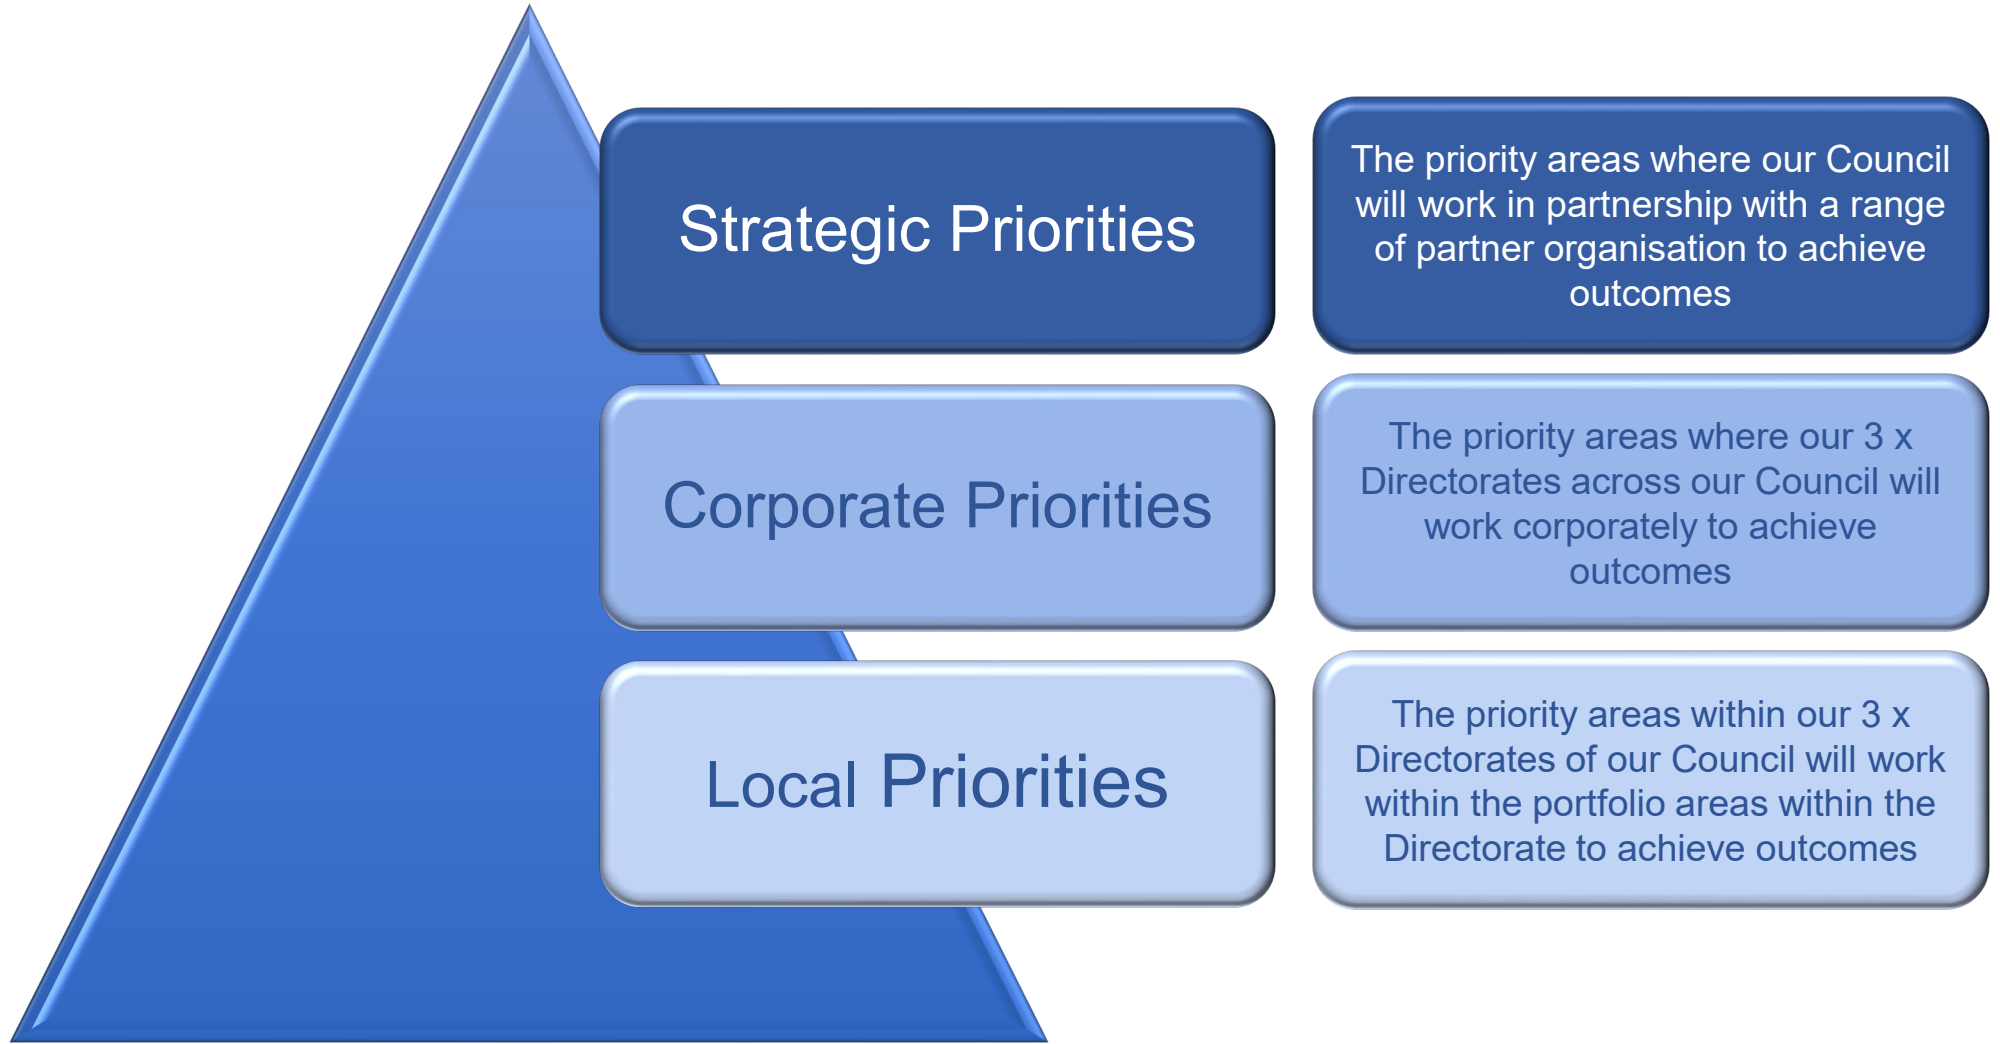 Strategic Priorities
The priority areas where our Council
will work in partnership with a range
of partner organisation to achieve
outcomes
Corporate Priorities
The priority areas where our 3 x
Directorates across our Council will
work corporately to achieve
outcomes
Local Priorities
The priority areas within our 3 x
Directorates of our Council will work
within the portfolio areas within the
Directorate to achieve outcomes